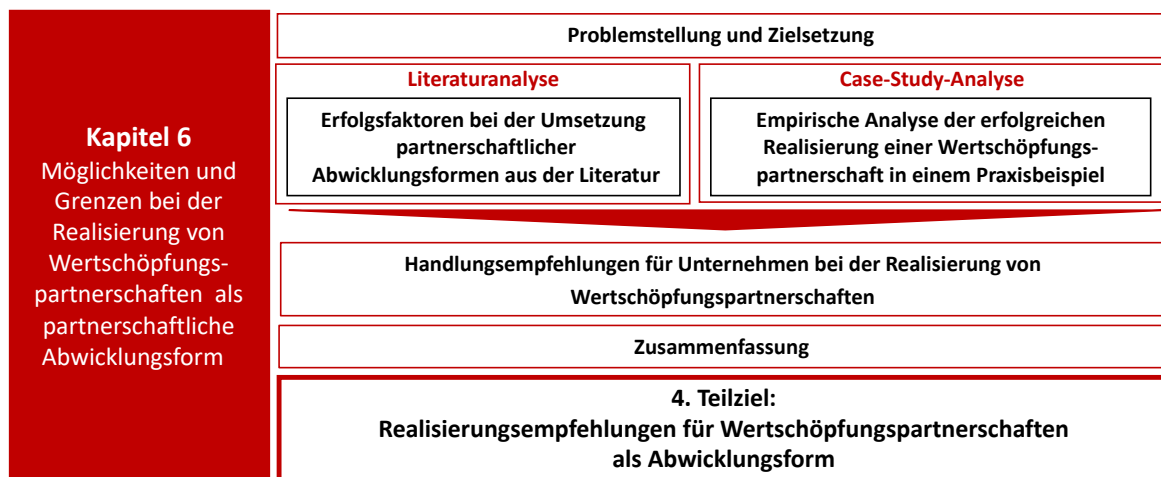 Kapitel 6
Möglichkeiten und
Grenzen bei der
Realisierung von
Wertschöpfungs-
partnerschaften als
partnerschaftliche
Abwicklungsform
Problemstellung und Zielsetzung
Literaturanalyse
Erfolgsfaktoren bei der Umsetzung
partnerschaftlicher
Abwicklungsformen aus der Literatur
Case-Study-Analyse
Empirische Analyse der erfolgreichen
Realisierung einer Wertschöpfungs-
partnerschaft in einem Praxisbeispiel
Handlungsempfehlungen für Unternehmen bei der Realisierung von
Wertschöpfungspartnerschaften
Zusammenfassung
4. Teilziel:
Realisierungsempfehlungen für Wertschöpfungspartnerschaften
als Abwicklungsform